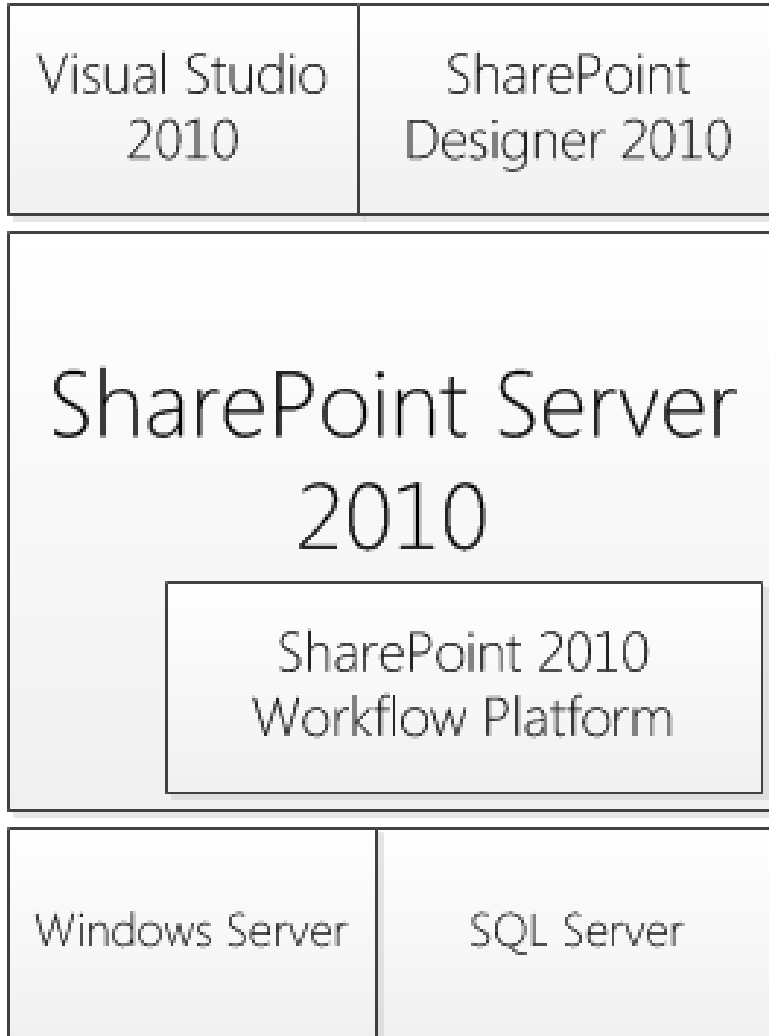 Visual Studio
2010
SharePoint
Designer 2010
SharePoint Server
2010
SharePoint 2010
Workflow Platform
Windows Server
SQL Server